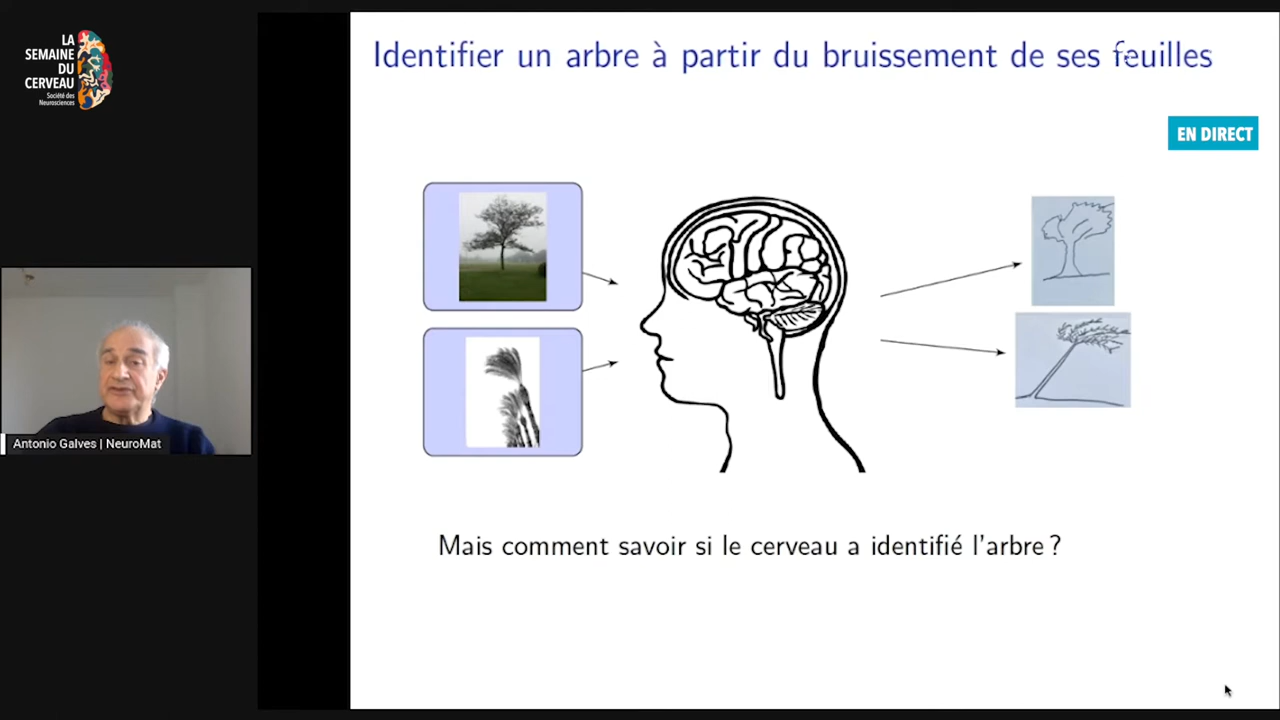 LA
SEMAINE
DU
CERVEAU
Société des
Neurosciences
Identifier un arbre à partir du bruissement de ses feuilles
EN DIRECT
Antonio Galves | NeuroMat
Mais comment savoir si le cerveau a identifié l'arbre ?